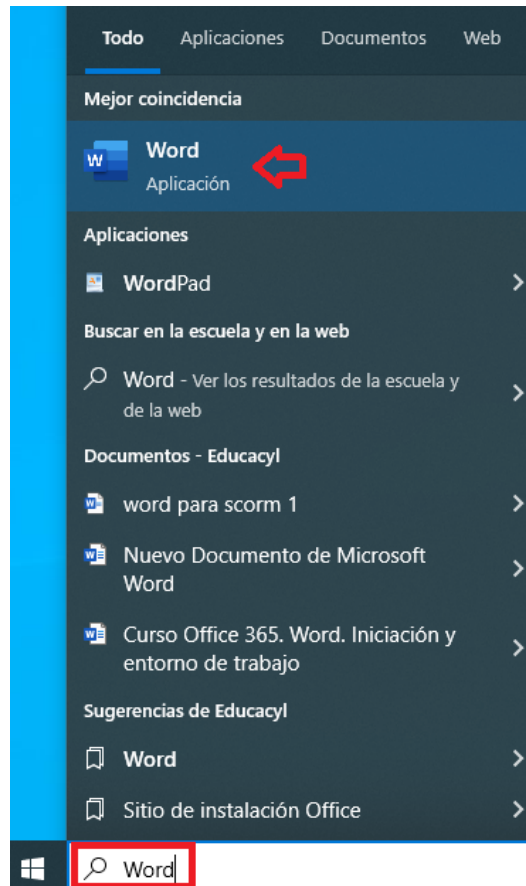 Todo Aplicaciones Documentos Web
Mejor coincidencia
Word
Aplicación
Aplicaciones
WordPad
Buscar en la escuela y en la web
Word - Ver los resultados de la escuela y
de la web
Documentos - Educacyl
word para scorm 1
Nuevo Documento de Microsoft
Word
Curso Office 365. Word. Iniciación y
entorno de trabajo
Sugerencias de Educacyl
Word
Sitio de instalación Office
Word